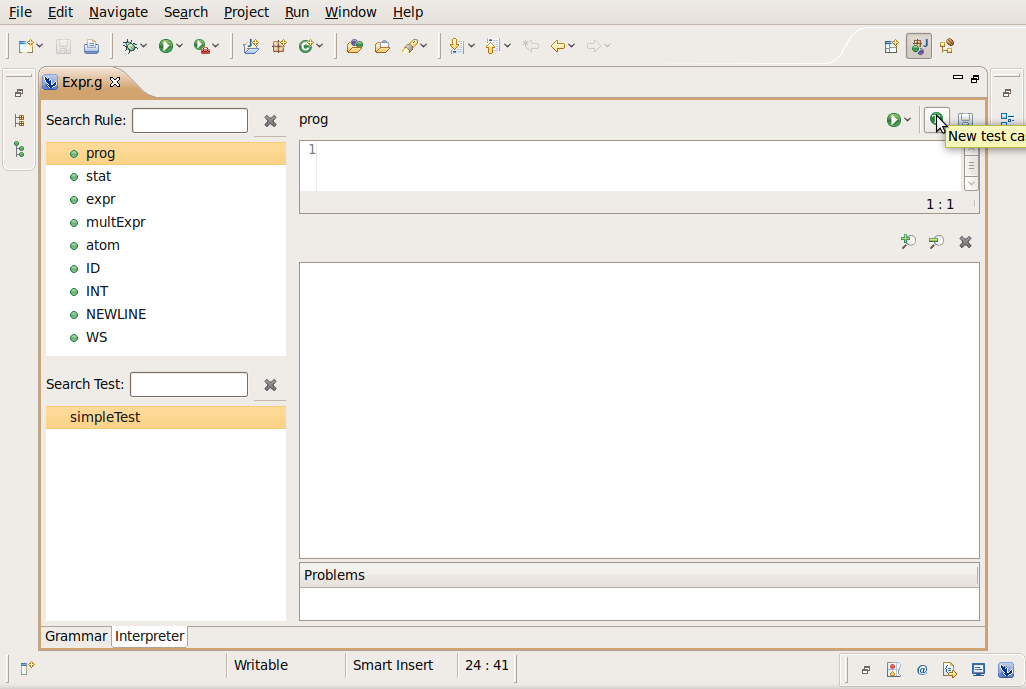 File Edit Navigate Search Project Run Window Help
Expr.g
Search Rule:
prog
New test ca
prog
stat
expr
multExpr
atom
ID
INT
NEWLINE
WS
1
1 : 1
Search Test:
simpleTest
Problems
Grammar Interpreter
Writable Smart Insert 24 : 41